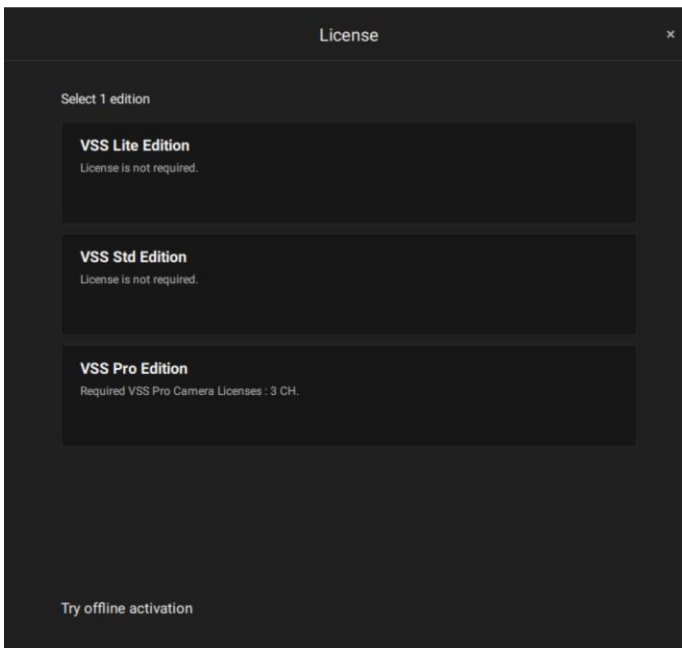 License
×
Select 1 edition
VSS Lite Edition
License is not required.
VSS Std Edition
License is not required.
VSS Pro Edition
Required VSS Pro Camera Licenses : 3 CH.
Try offline activation